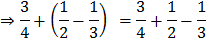 ⇒ 3/4 + (1/2 − 1/3) = 3/4 + 1/2 − 1/3